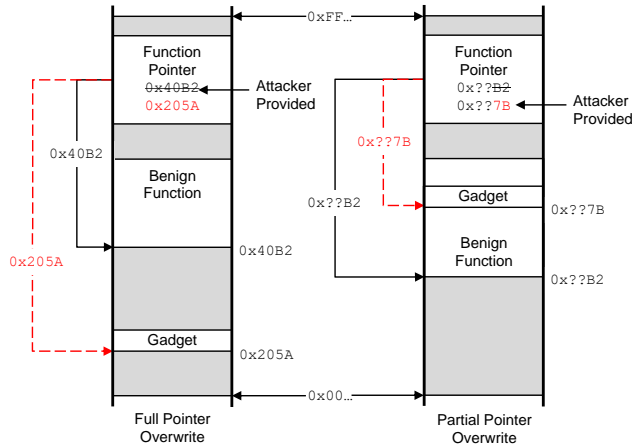 0xFF...
Function
Pointer
0x40B2
0x205A
Attacker
Provided
0x40B2
Benign
Function
0x205A
0x40B2
Gadget
0x205A
Full Pointer
Overwrite
0x00...
Function
Pointer
0x??B2
0x??7B
Attacker
Provided
0x??7B
0x??B2
Gadget
0x??7B
Benign
Function
0x??B2
Partial Pointer
Overwrite